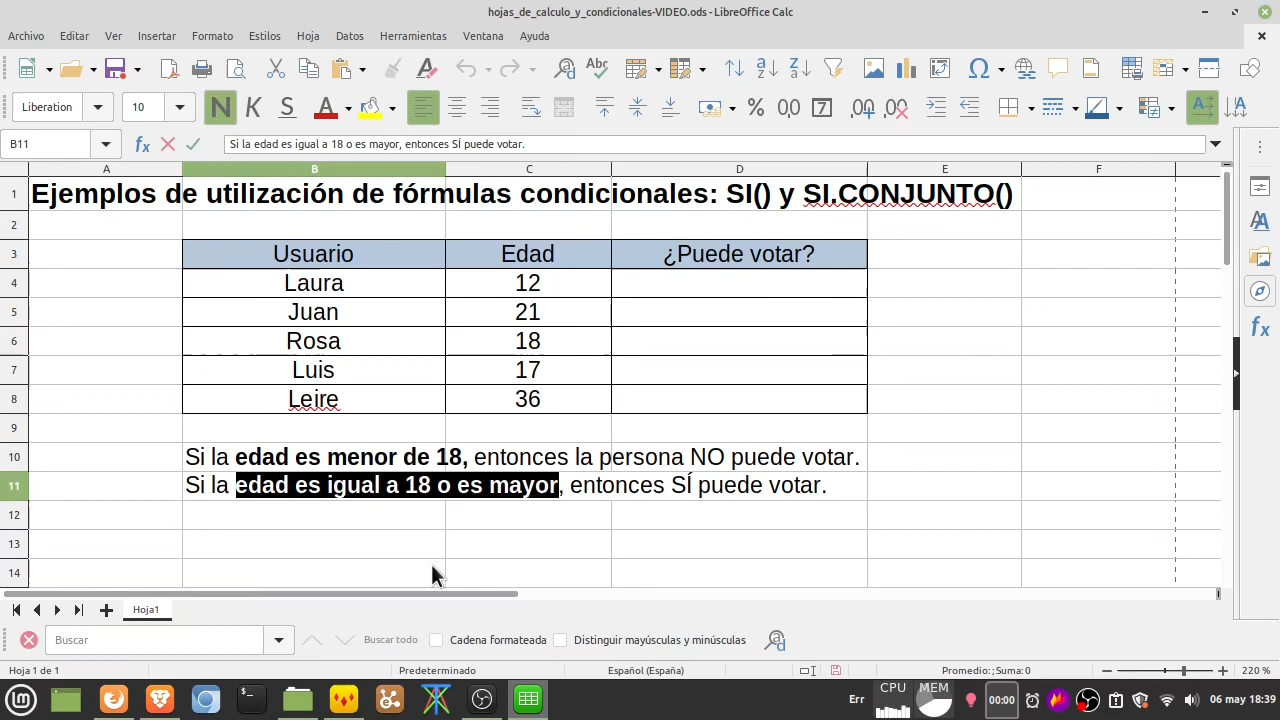 hojas_de_calculo_y_condicionales-VIDEO.ods - LibreOffice Calc
Archivo Editar Ver Insertar Formato Estilos Hoja Datos Herramientas Ventana Ayuda
Liberation 10
B11 Si la edad es igual a 18 o es mayor, entonces SÍ puede votar.
A B C D E F
1 Ejemplos de utilización de fórmulas condicionales: SI() y SI.CONJUNTO()
2
3 Usuario Edad ¿Puede votar?
4 Laura 12
5 Juan 21
6 Rosa 18
7 Luis 17
8 Leire 36
9
10 Si la edad es menor de 18, entonces la persona NO puede votar.
11 Si la edad es igual a 18 o es mayor, entonces SÍ puede votar.
12
13
14
Hoja1
Buscar Buscar todo Cadena formateada Distinguir mayúsculas y minúsculas
Hoja 1 de 1 Predeterminado Español (España) Promedio: ; Suma: 0 220 %
Err CPU MEM 00:00 06 may 18:39